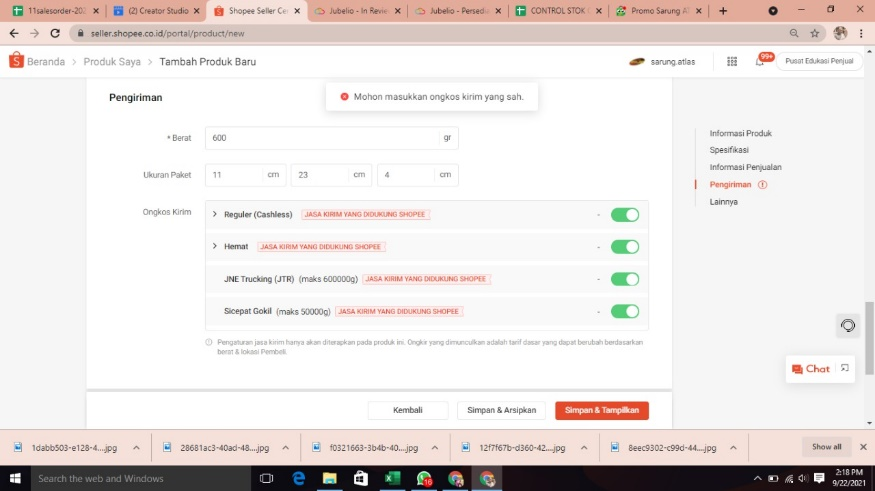 11salesorder-20
(2) Creator Studio
Shopee Seller Ce
Jubelio - In Revie
Jubelio - Persedi
CONTROL STOK
Promo Sarung A
seller.shopee.co.id/portal/product/new
Beranda > Produk Saya > Tambah Produk Baru
sarung.atlas
99+
Pusat Edukasi Penjual
Pengiriman
Mohon masukkan ongkos kirim yang sah.
* Berat
600
gr
Ukuran Paket
11 cm
23 cm
4 cm
Ongkos Kirim
Reguler (Cashless) JASA KIRIM YANG DIDUKUNG SHOPEE -
Hemat JASA KIRIM YANG DIDUKUNG SHOPEE -
JNE Trucking (JTR) (maks 600000g) JASA KIRIM YANG DIDUKUNG SHOPEE -
Sicepat Gokil (maks 50000g) JASA KIRIM YANG DIDUKUNG SHOPEE -
Pengaturan jasa kirim hanya akan diterapkan pada produk ini. Ongkir yang dimunculkan adalah tarif dasar yang dapat berubah berdasarkan
berat & lokasi Pembeli.
Informasi Produk
Spesifikasi
Informasi Penjualan
Pengiriman
Lainnya
Chat
Kembali
Simpan & Arsipkan
Simpan & Tampilkan
1dabb503-e128-4....jpg
28681ac3-40ad-48....jpg
f0321663-3b4b-40....jpg
12f7f67b-d360-42....jpg
8eec9302-c99d-44....jpg
Show all
Search the web and Windows
16
2:18 PM
9/22/2021